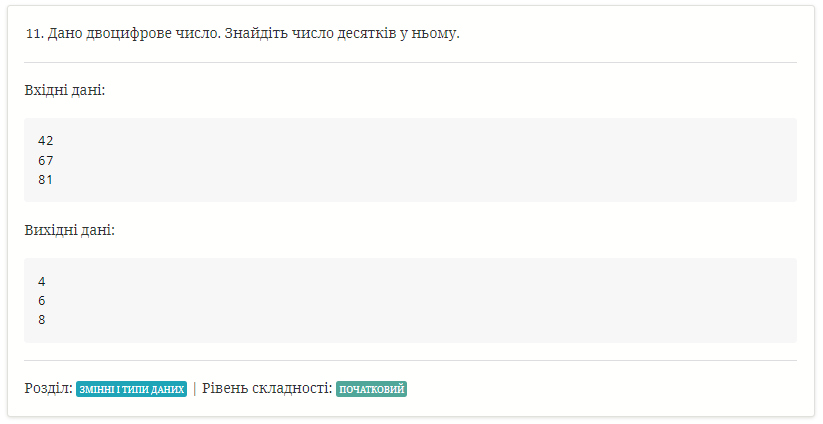 11. Дано двоцифрове число. Знайдіть число десятків у ньому.
Вхідні дані:
42
67
81
Вихідні дані:
4
6
8
Розділ: ЗМІННІ І ТИПИ ДАНИХ | Рівень складності: ПОЧАТКОВИЙ